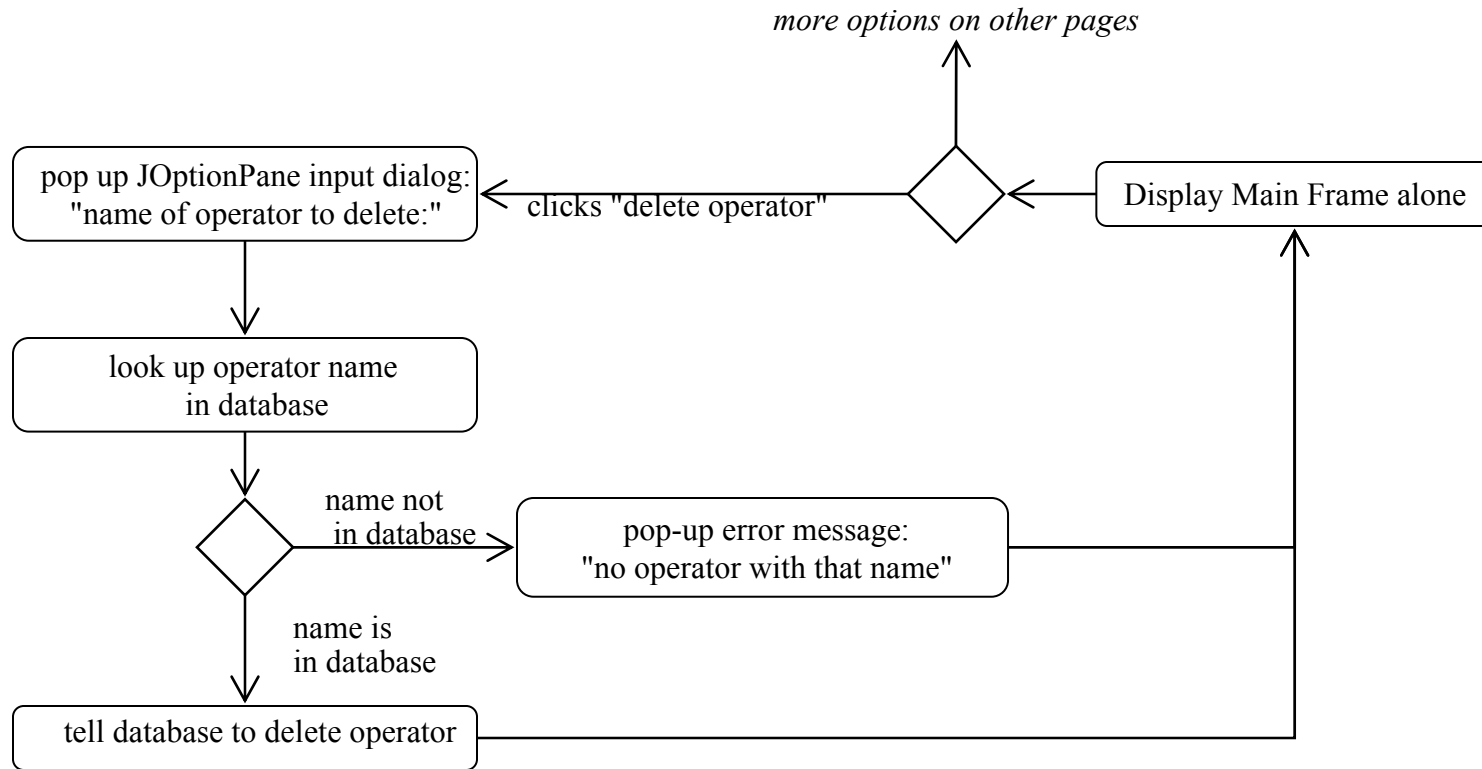 more options on other pages
pop up JOptionPane input dialog:
"name of operator to delete:"
clicks "delete operator"
Display Main Frame alone
look up operator name
in database
name not
in database
pop-up error message:
"no operator with that name"
name is
in database
tell database to delete operator